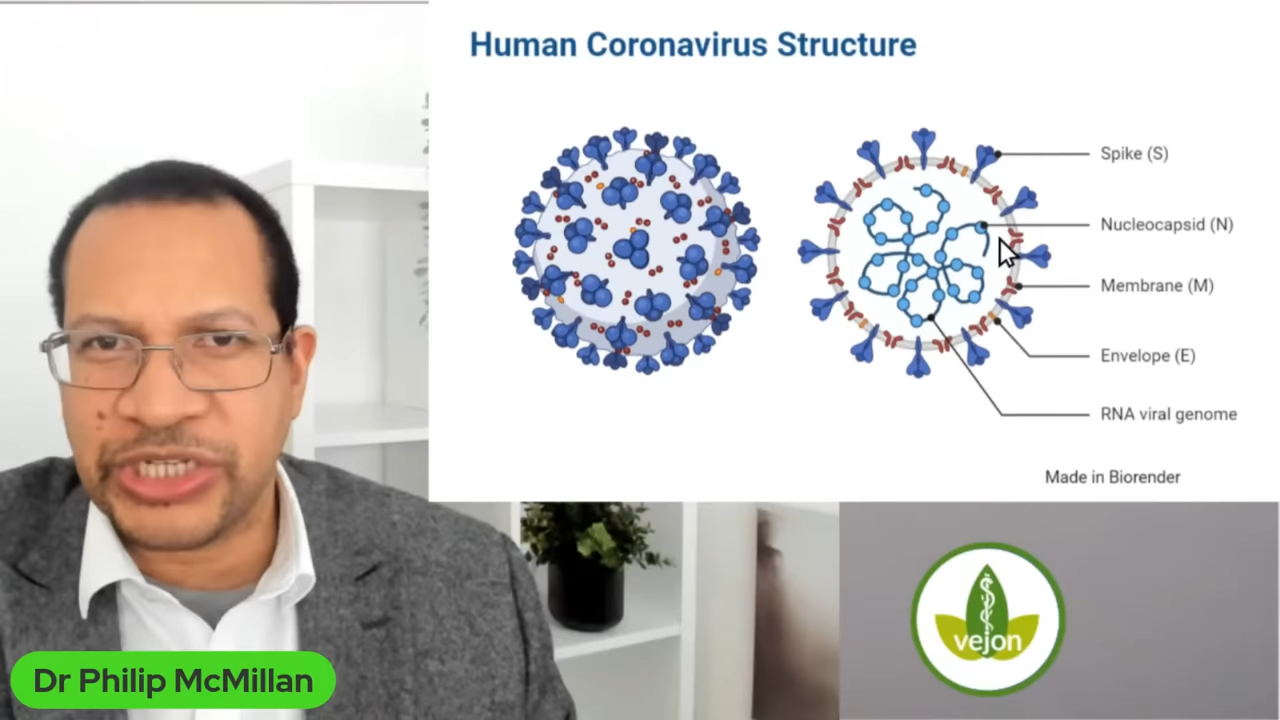 Human Coronavirus Structure
Spike (S)
Nucleocapsid (N)
Membrane (M)
Envelope (E)
RNA viral genome
Made in Biorender
vejon
Dr Philip McMillan